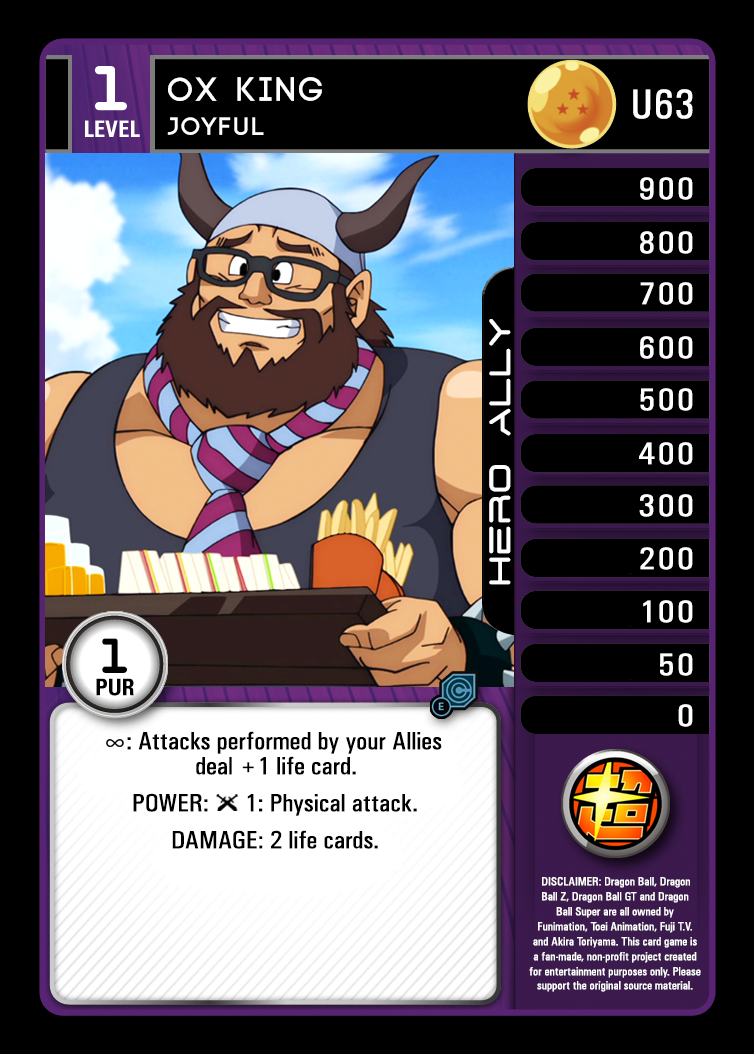 1
LEVEL
OX KING
JOYFUL
U63
900
800
700
600
500
400
300
200
100
50
0
HERO ALLY
1
PUR
E
∞: Attacks performed by your Allies
deal +1 life card.
POWER: 1: Physical attack.
DAMAGE: 2 life cards.
DISCLAIMER: Dragon Ball, Dragon
Ball Z, Dragon Ball GT and Dragon
Ball Super are all owned by
Funimation, Toei Animation, Fuji T.V.
and Akira Toriyama. This card game is
a fan-made, non-profit project created
for entertainment purposes only. Please
support the original source material.